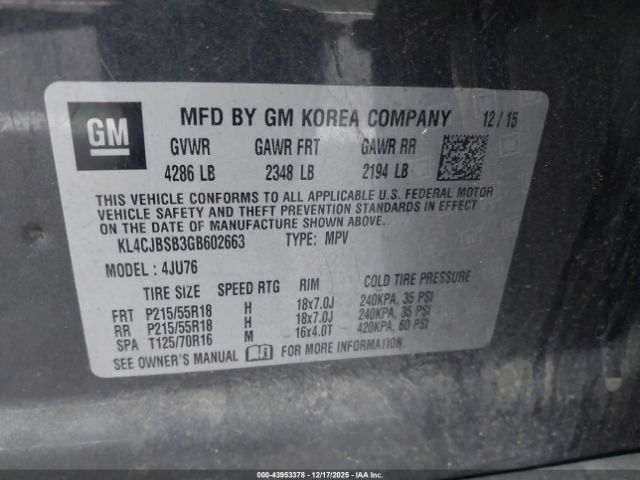 GM
MFD BY GM KOREA COMPANY 12 / 15
GVWR GAWR FRT GAWR RR
4286 LB 2348 LB 2194 LB
THIS VEHICLE CONFORMS TO ALL APPLICABLE U.S. FEDERAL MOTOR
VEHICLE SAFETY AND THEFT PREVENTION STANDARDS IN EFFECT
ON THE DATE OF MANUFACTURE SHOWN ABOVE.
KL4CJBSB3GB602663 TYPE: MPV
MODEL : 4JU76
TIRE SIZE SPEED RTG RIM COLD TIRE PRESSURE
FRT P215/55R18 H 18x7.0J 240KPA, 35 PSI
RR P215/55R18 H 18x7.0J 240KPA, 35 PSI
SPA T125/70R16 M 16x4.0T 420KPA, 60 PSI
SEE OWNER'S MANUAL FOR MORE INFORMATION.
000-43953378 - 12/17/2025 - IAAI.COM